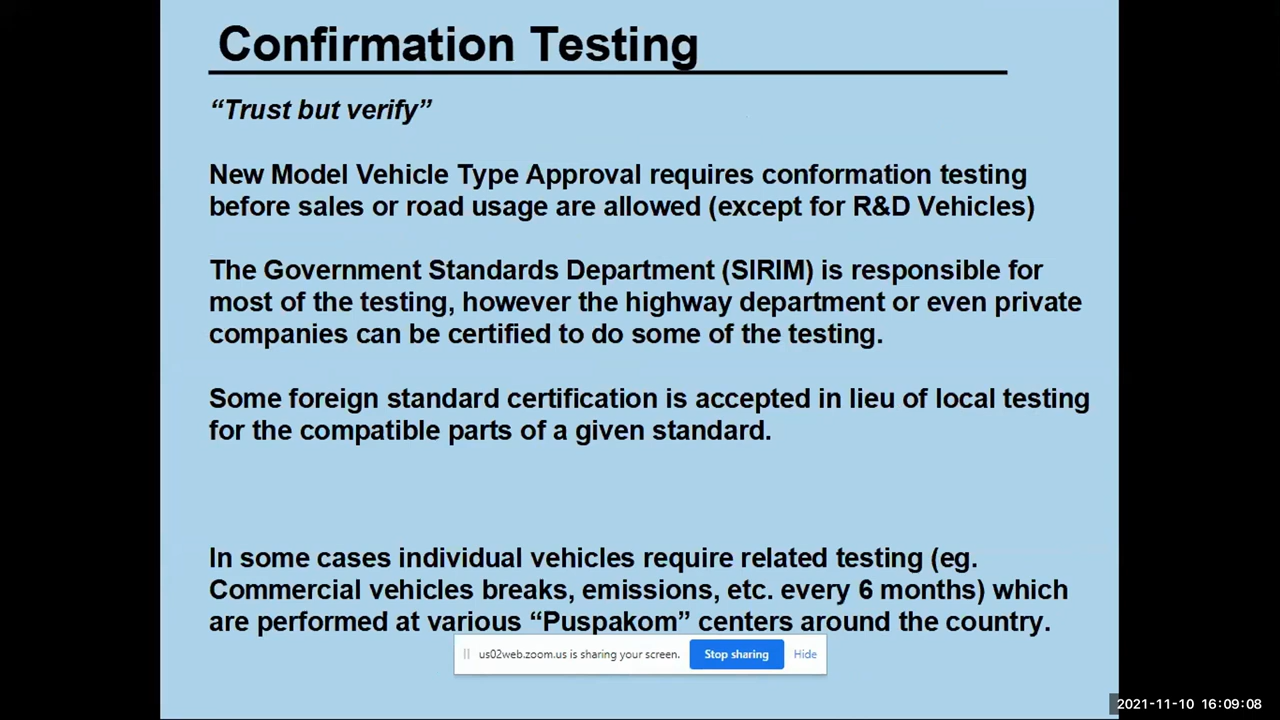 Confirmation Testing
“Trust but verify”
New Model Vehicle Type Approval requires conformation testing
before sales or road usage are allowed (except for R&D Vehicles)
The Government Standards Department (SIRIM) is responsible for
most of the testing, however the highway department or even private
companies can be certified to do some of the testing.
Some foreign standard certification is accepted in lieu of local testing
for the compatible parts of a given standard.
In some cases individual vehicles require related testing (eg.
Commercial vehicles breaks, emissions, etc. every 6 months) which
are performed at various “Puspakom” centers around the country.
us02web.zoom.us is sharing your screen. Stop sharing Hide
2021-11-10 16:09:08